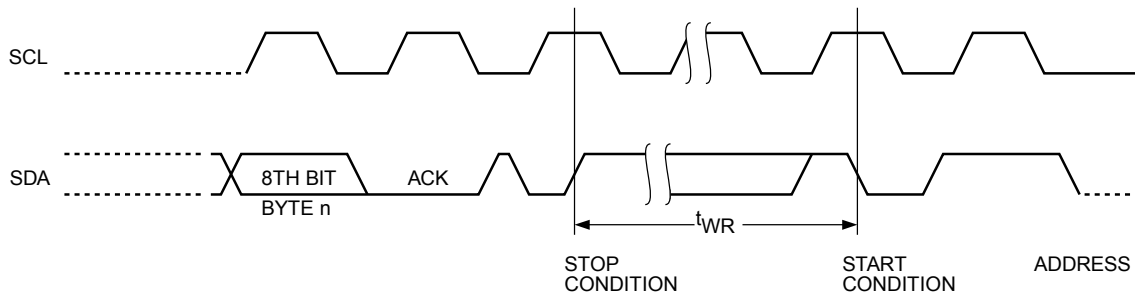 SCL
SDA
8TH BIT
ACK
BYTE n
tWR
STOP
CONDITION
START
CONDITION
ADDRESS